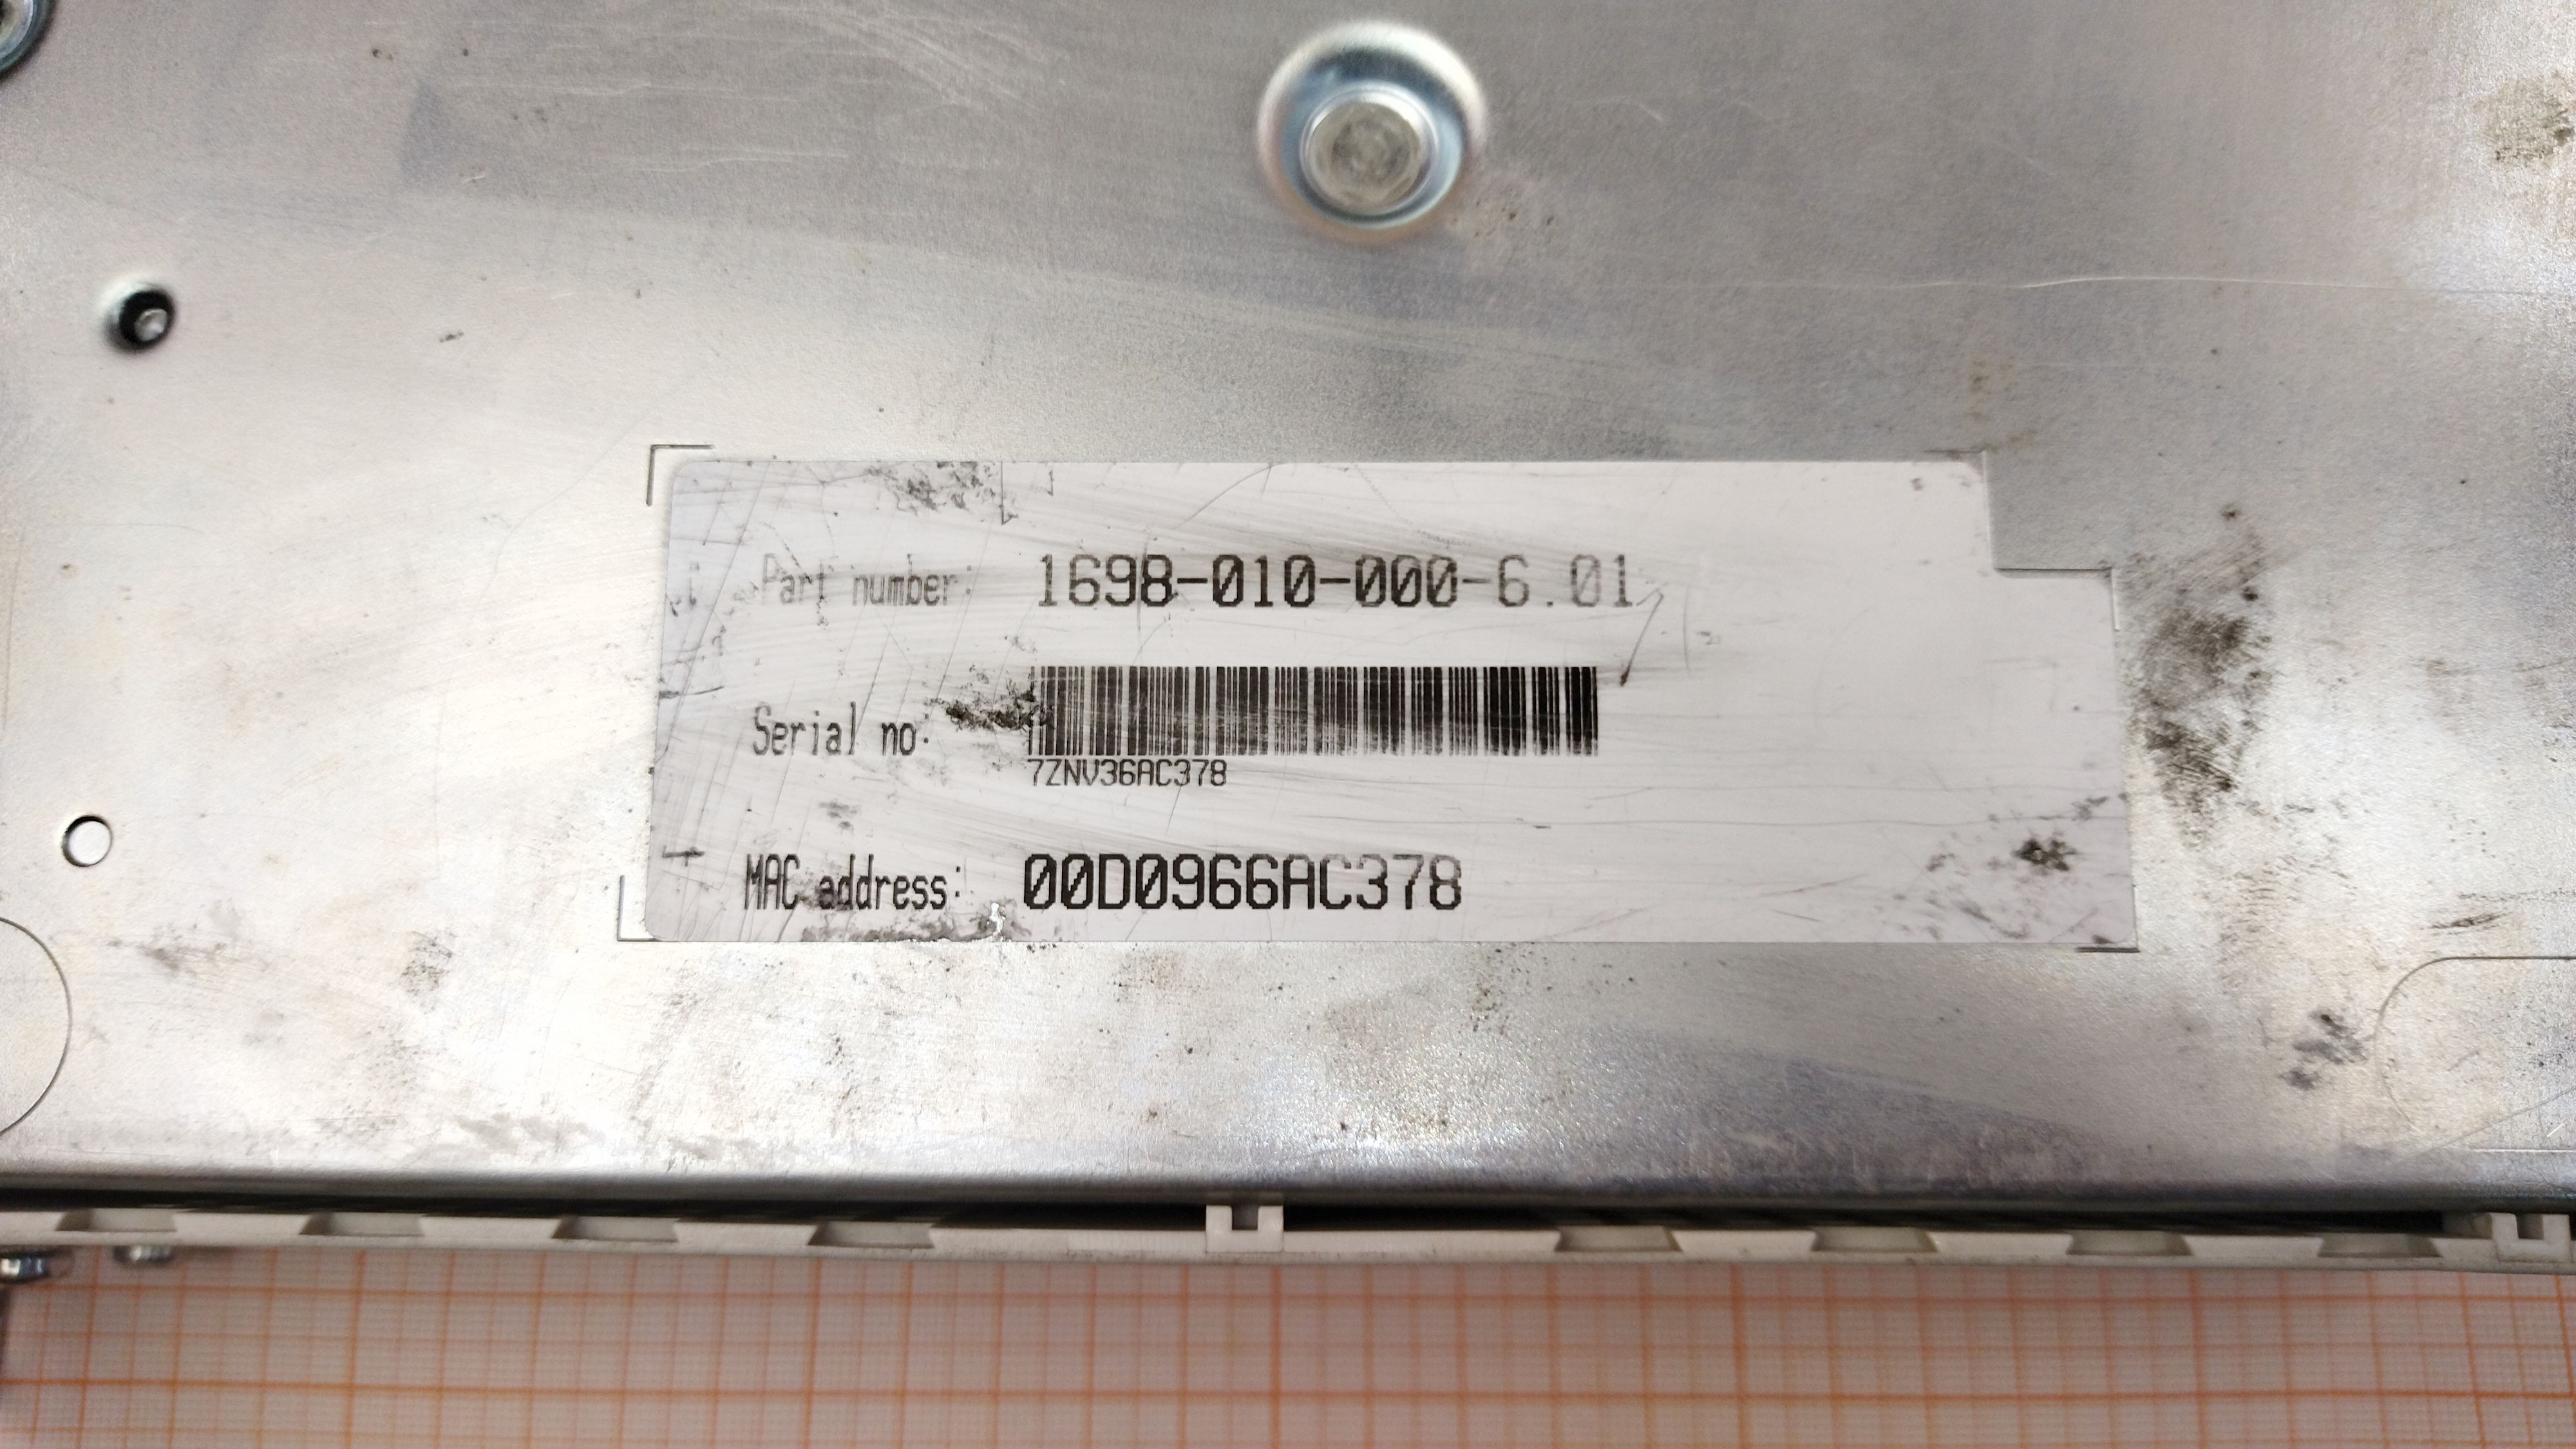 Part number: 1698-010-000-6.01
Serial no:
7ZNV36AC378
MAC address: 00D0966AC378